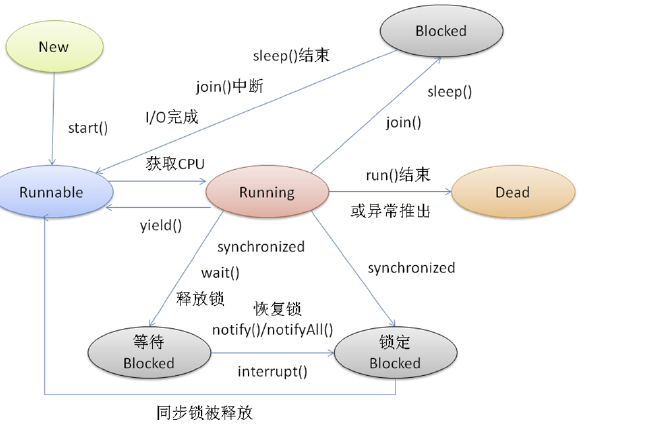 New
Blocked
sleep()结束
join()中断
I/O完成
sleep()
join()
start()
获取CPU
Runnable
Running
run()结束
或异常推出
Dead
yield()
synchronized
wait()
释放锁
synchronized
恢复锁
notify()/notifyAll()
等待
Blocked
锁定
Blocked
interrupt()
同步锁被释放